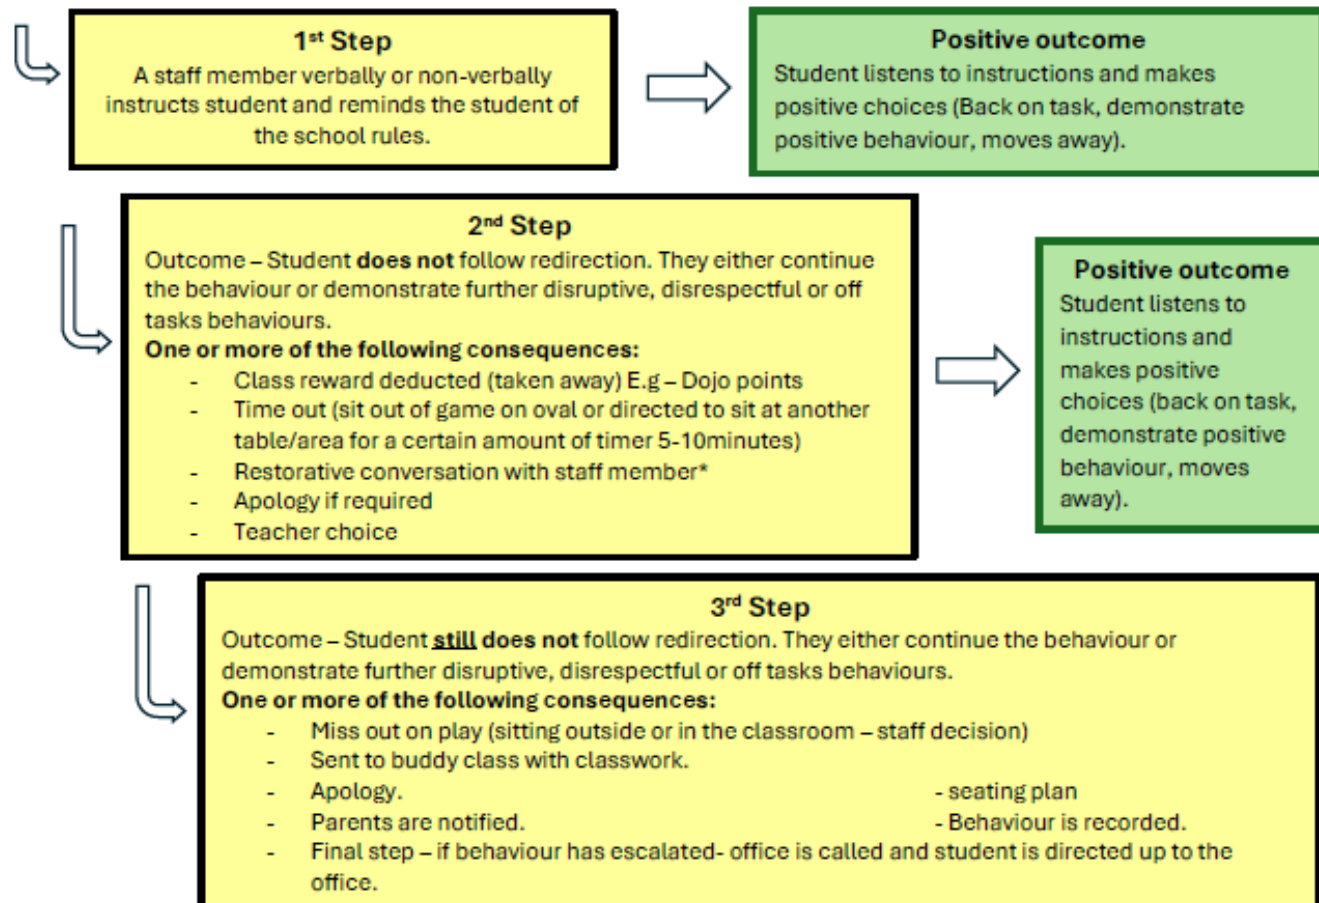 1st Step
A staff member verbally or non-verbally
instructs student and reminds the student of
the school rules.
Positive outcome
Student listens to instructions and makes
positive choices (Back on task, demonstrate
positive behaviour, moves away).
2nd Step
Outcome – Student does not follow redirection. They either continue
the behaviour or demonstrate further disruptive, disrespectful or off
tasks behaviours.
One or more of the following consequences:
- Class reward deducted (taken away) E.g – Dojo points
- Time out (sit out of game on oval or directed to sit at another
table/area for a certain amount of timer 5-10minutes)
- Restorative conversation with staff member*
- Apology if required
- Teacher choice
Positive outcome
Student listens to
instructions and
makes positive
choices (back on task,
demonstrate positive
behaviour, moves
away).
3rd Step
Outcome – Student still does not follow redirection. They either continue the behaviour or
demonstrate further disruptive, disrespectful or off tasks behaviours.
One or more of the following consequences:
- Miss out on play (sitting outside or in the classroom – staff decision)
- Sent to buddy class with classwork.
- Apology. - seating plan
- Parents are notified. - Behaviour is recorded.
- Final step – if behaviour has escalated- office is called and student is directed up to the
office.